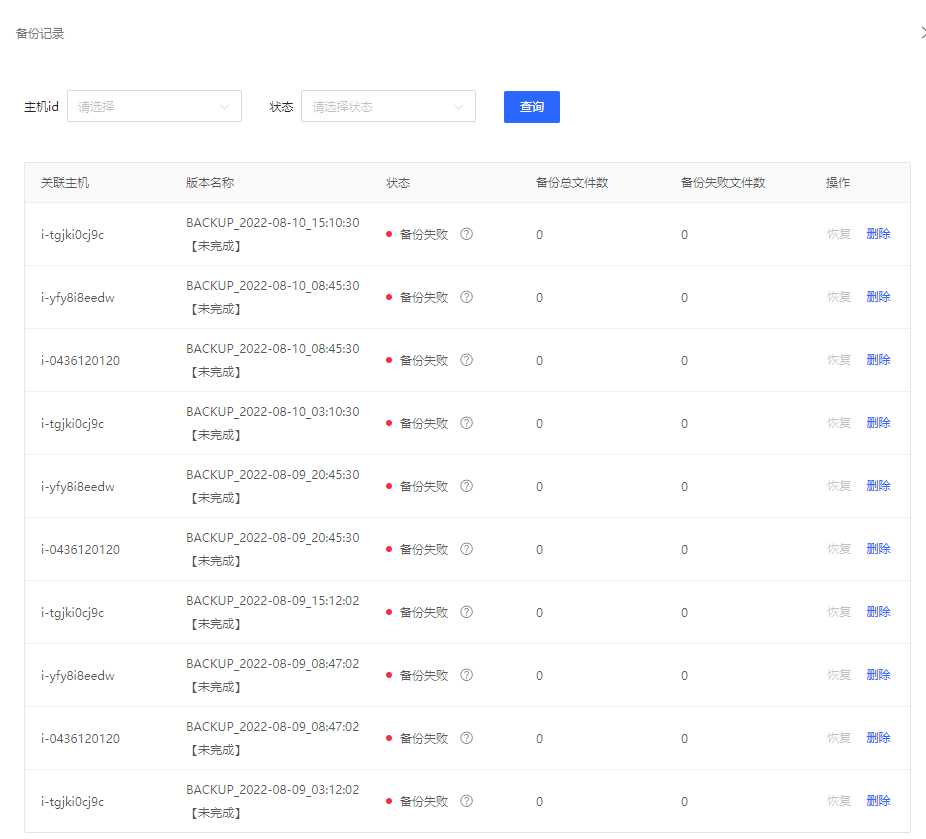 备份记录
主机id 请选择 状态 请选择状态 查询
关联主机 版本名称 状态 备份总文件数 备份失败文件数 操作
i-tgjki0cj9c BACKUP_2022-08-10_15:10:30 【未完成】 备份失败 0 0 恢复 删除
i-yfy8i8eedw BACKUP_2022-08-10_08:45:30 【未完成】 备份失败 0 0 恢复 删除
i-0436120120 BACKUP_2022-08-10_08:45:30 【未完成】 备份失败 0 0 恢复 删除
i-tgjki0cj9c BACKUP_2022-08-10_03:10:30 【未完成】 备份失败 0 0 恢复 删除
i-yfy8i8eedw BACKUP_2022-08-09_20:45:30 【未完成】 备份失败 0 0 恢复 删除
i-0436120120 BACKUP_2022-08-09_20:45:30 【未完成】 备份失败 0 0 恢复 删除
i-tgjki0cj9c BACKUP_2022-08-09_15:12:02 【未完成】 备份失败 0 0 恢复 删除
i-yfy8i8eedw BACKUP_2022-08-09_08:47:02 【未完成】 备份失败 0 0 恢复 删除
i-0436120120 BACKUP_2022-08-09_08:47:02 【未完成】 备份失败 0 0 恢复 删除
i-tgjki0cj9c BACKUP_2022-08-09_03:12:02 【未完成】 备份失败 0 0 恢复 删除